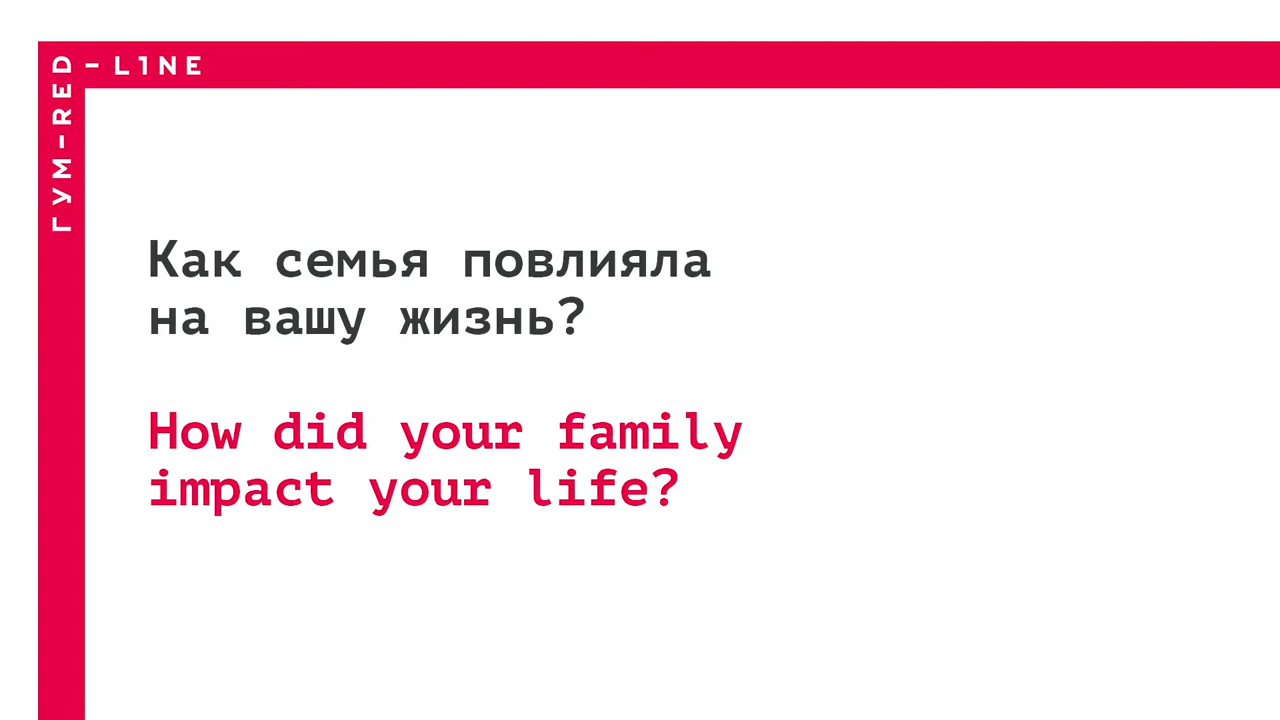 ГУМ-RED-L1NE
Как семья повлияла
на вашу жизнь?
How did your family
impact your life?